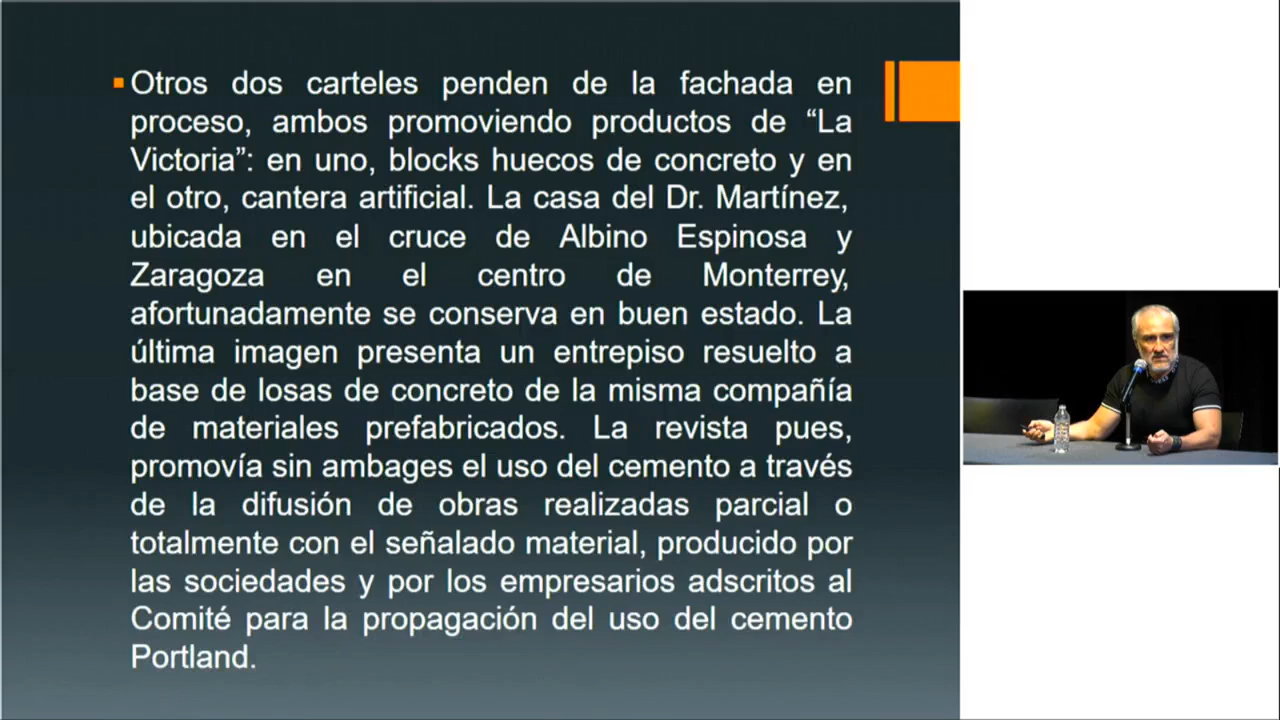 Otros dos carteles penden de la fachada en
proceso, ambos promoviendo productos de “La
Victoria”: en uno, blocks huecos de concreto y en
el otro, cantera artificial. La casa del Dr. Martínez,
ubicada en el cruce de Albino Espinosa y
Zaragoza en el centro de Monterrey,
afortunadamente se conserva en buen estado. La
última imagen presenta un entrepiso resuelto a
base de losas de concreto de la misma compañía
de materiales prefabricados. La revista pues,
promovía sin ambages el uso del cemento a través
de la difusión de obras realizadas parcial o
totalmente con el señalado material, producido por
las sociedades y por los empresarios adscritos al
Comité para la propagación del uso del cemento
Portland.